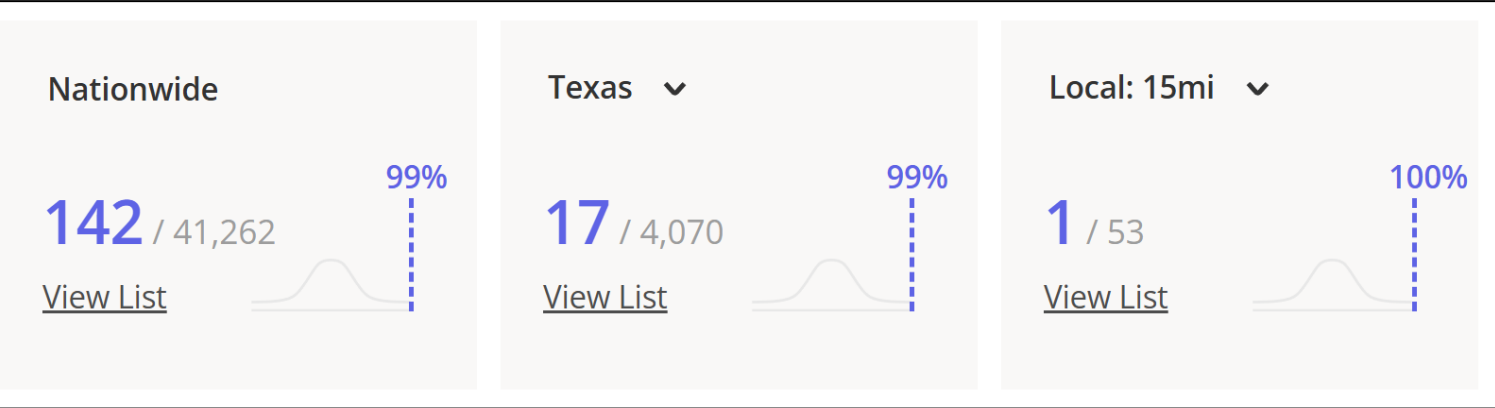 Nationwide
99%
142 / 41,262
View List
Texas
99%
17 / 4,070
View List
Local: 15mi
100%
1 / 53
View List